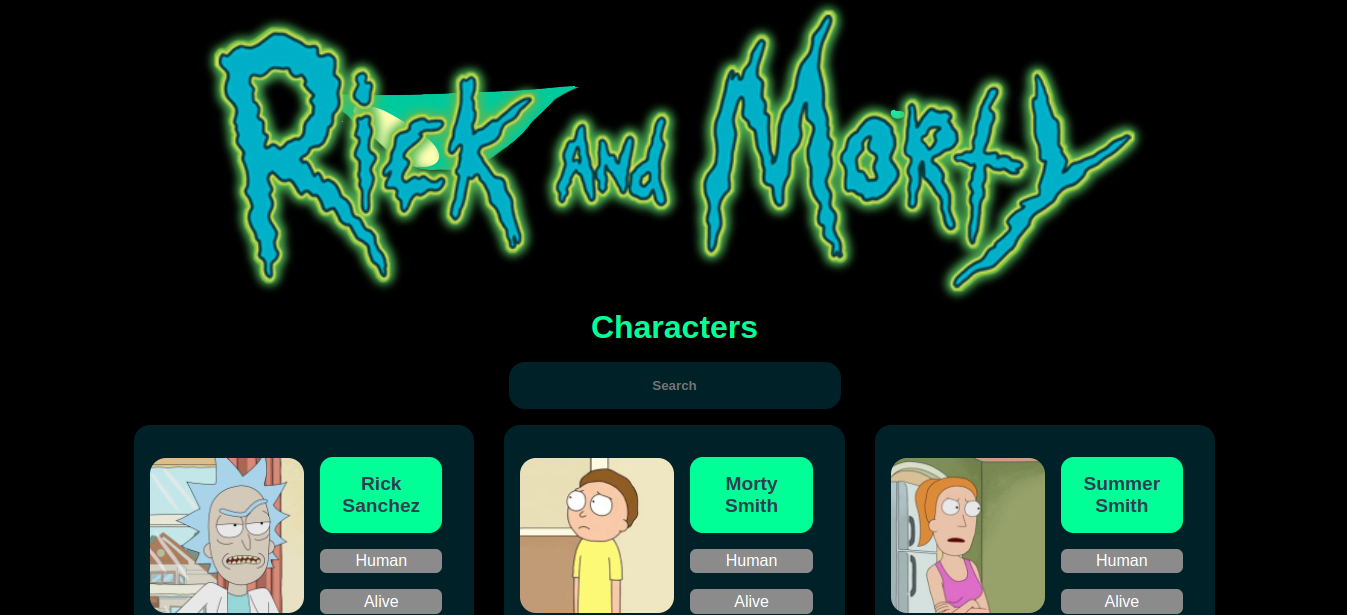 Rick and Morty
Characters
Search
Rick
Sanchez
Human
Alive
Morty
Smith
Human
Alive
Summer
Smith
Human
Alive